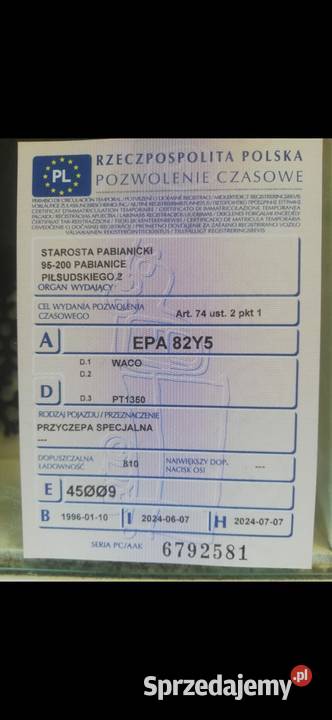 PL
RZECZPOSPOLITA POLSKA
POZWOLENIE CZASOWE
STAROSTA PABIANICKI
95-200 PABIANICE
PIŁSUDSKIEGO 2
ORGAN WYDAJĄCY
CEL WYDANIA POZWOLENIA
CZASOWEGO
Art. 74 ust. 2 pkt 1
A EPA 82Y5
D.1 WACO
D.2
D
D.3 PT1350
RODZAJ POJAZDU / PRZEZNACZENIE
PRZYCZEPA SPECJALNA
---
DOPUSZCZALNA
ŁADOWNOŚĆ
810
NAJWIĘKSZY DOP.
NACISK OSI
---
E 45ØØ9
B 1996-01-10 I 2024-06-07 H 2024-07-07
SERIA PC/AAK 6792581
Sprzedajemy.pl